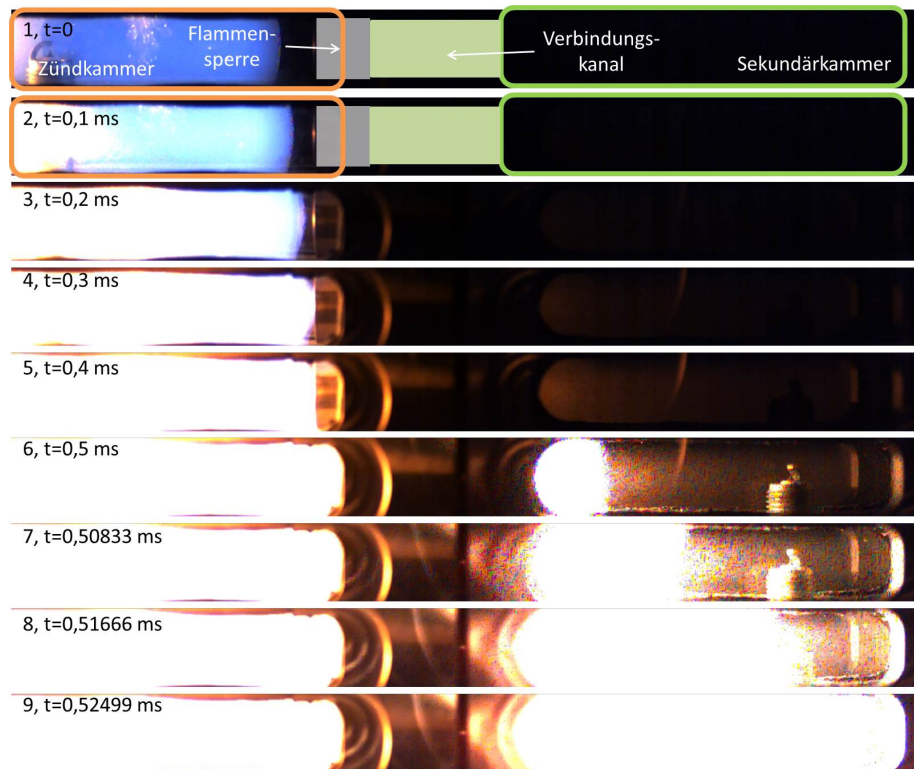 1, t=0
Flammen-
sperre
Verbindungs-
kanal
Zündkammer
Sekundärkammer
2, t=0,1 ms
3, t=0,2 ms
4, t=0,3 ms
5, t=0,4 ms
6, t=0,5 ms
7, t=0,50833 ms
8, t=0,51666 ms
9, t=0,52499 ms